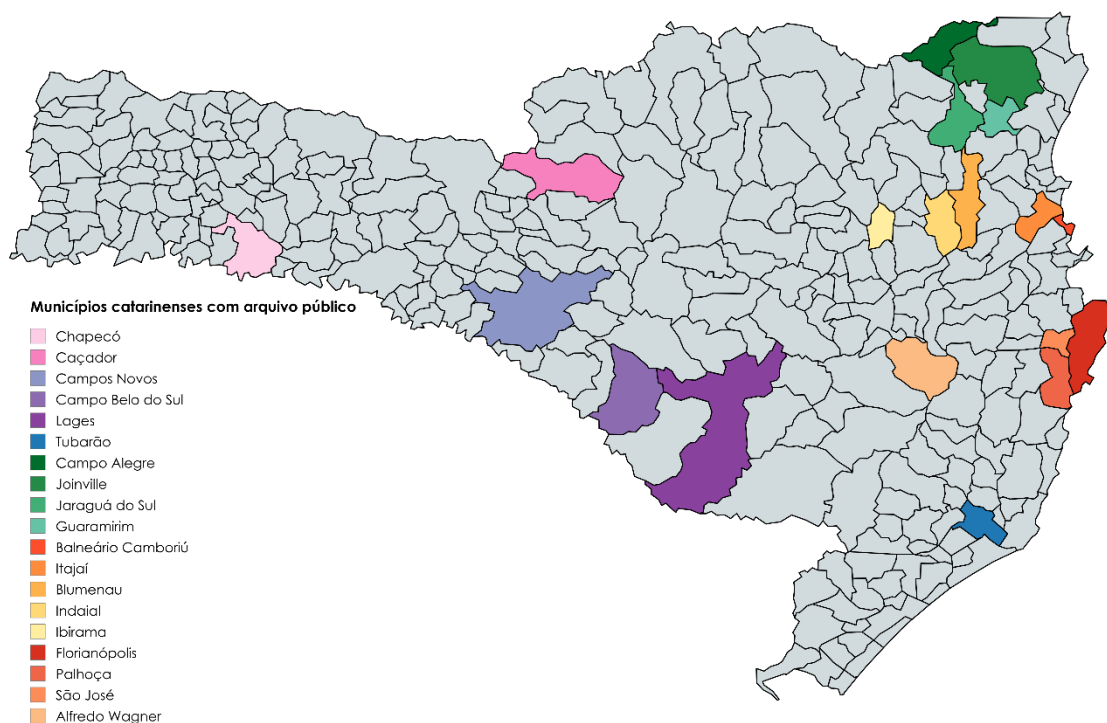 Municípios catarinenses com arquivo público
Chapecó
Caçador
Campos Novos
Campo Belo do Sul
Lages
Tubarão
Campo Alegre
Joinville
Jaraguá do Sul
Guaramirim
Balneário Camboriú
Itajaí
Blumenau
Indaial
Ibirama
Florianópolis
Palhoça
São José
Alfredo Wagner